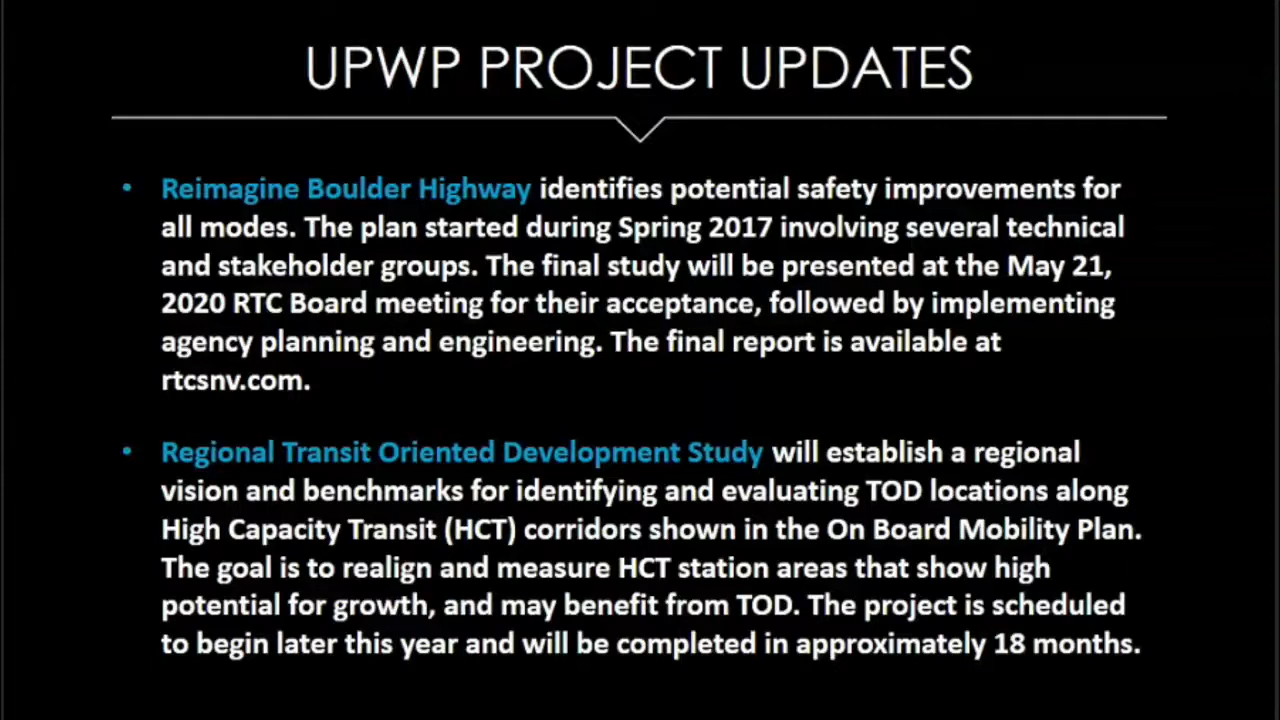 UPWP PROJECT UPDATES
• Reimagine Boulder Highway identifies potential safety improvements for
all modes. The plan started during Spring 2017 involving several technical
and stakeholder groups. The final study will be presented at the May 21,
2020 RTC Board meeting for their acceptance, followed by implementing
agency planning and engineering. The final report is available at
rtcsnv.com.
• Regional Transit Oriented Development Study will establish a regional
vision and benchmarks for identifying and evaluating TOD locations along
High Capacity Transit (HCT) corridors shown in the On Board Mobility Plan.
The goal is to realign and measure HCT station areas that show high
potential for growth, and may benefit from TOD. The project is scheduled
to begin later this year and will be completed in approximately 18 months.